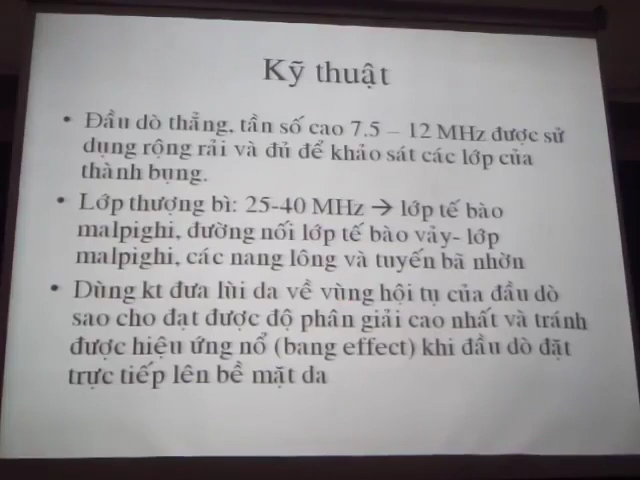 Kỹ thuật
• Đầu dò thẳng, tần số cao 7.5 – 12 MHz được sử
dụng rộng rải và đủ để khảo sát các lớp của
thành bụng.
• Lớp thượng bì: 25-40 MHz → lớp tế bào
malpighi, đường nối lớp tế bào vảy- lớp
malpighi, các nang lông và tuyến bã nhờn
• Dùng kt đưa lùi da về vùng hội tụ của đầu dò
sao cho đạt được độ phân giải cao nhất và tránh
được hiệu ứng nổ (bang effect) khi đầu dò đặt
trực tiếp lên bề mặt da